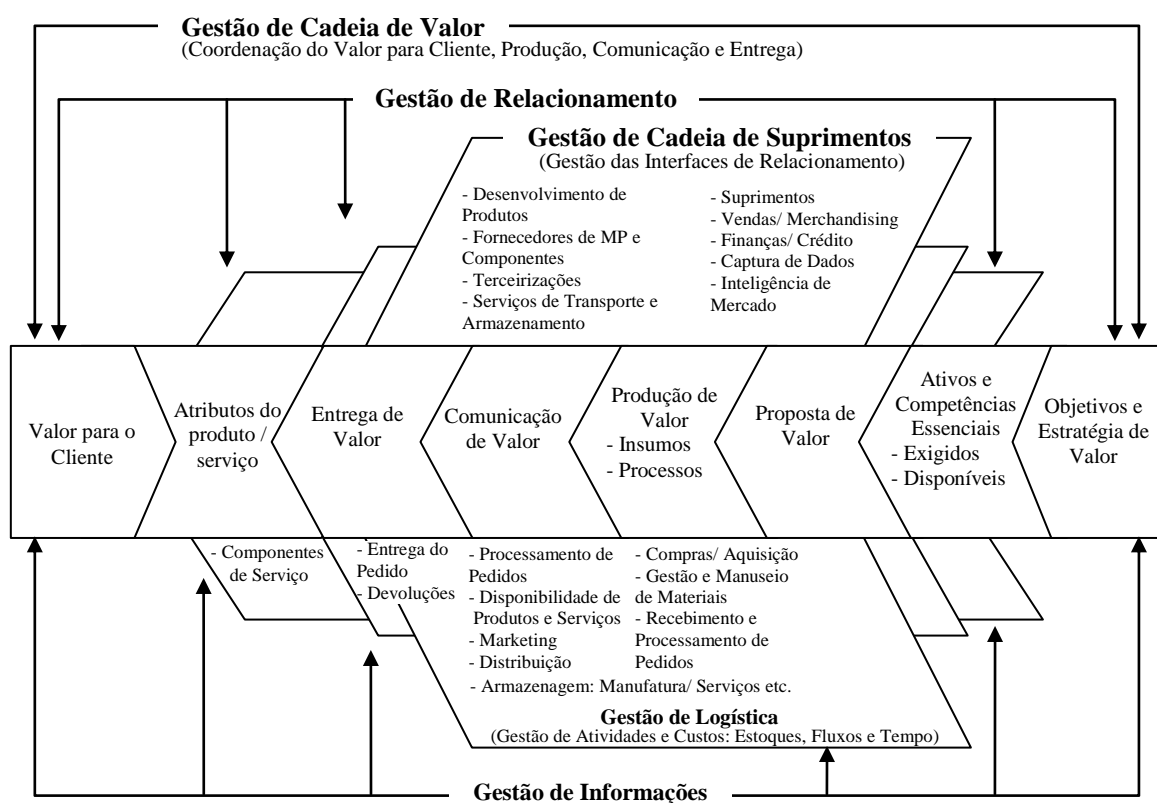 Gestão de Cadeia de Valor
(Coordenação do Valor para Cliente, Produção, Comunicação e Entrega)
Gestão de Relacionamento
Gestão de Cadeia de Suprimentos
(Gestão das Interfaces de Relacionamento)
- Desenvolvimento de
Produtos
- Fornecedores de MP e
Componentes
- Terceirizações
- Serviços de Transporte e
Armazenamento
- Suprimentos
- Vendas/ Merchandising
- Finanças/ Crédito
- Captura de Dados
- Inteligência de
Mercado
Valor para o
Cliente
Atributos do
produto /
serviço
Entrega de
Valor
Comunicação
de Valor
Produção de
Valor
- Insumos
- Processos
Proposta de
Valor
Ativos e
Competências
Essenciais
- Exigidos
- Disponíveis
Objetivos e
Estratégia de
Valor
- Componentes
de Serviço
- Entrega do
Pedido
- Devoluções
- Processamento de
Pedidos
- Disponibilidade de
Produtos e Serviços
- Marketing
- Distribuição
- Compras/ Aquisição
- Gestão e Manuseio
de Materiais
- Recebimento e
Processamento de
Pedidos
- Armazenagem: Manufatura/ Serviços etc.
Gestão de Logística
(Gestão de Atividades e Custos: Estoques, Fluxos e Tempo)
Gestão de Informações